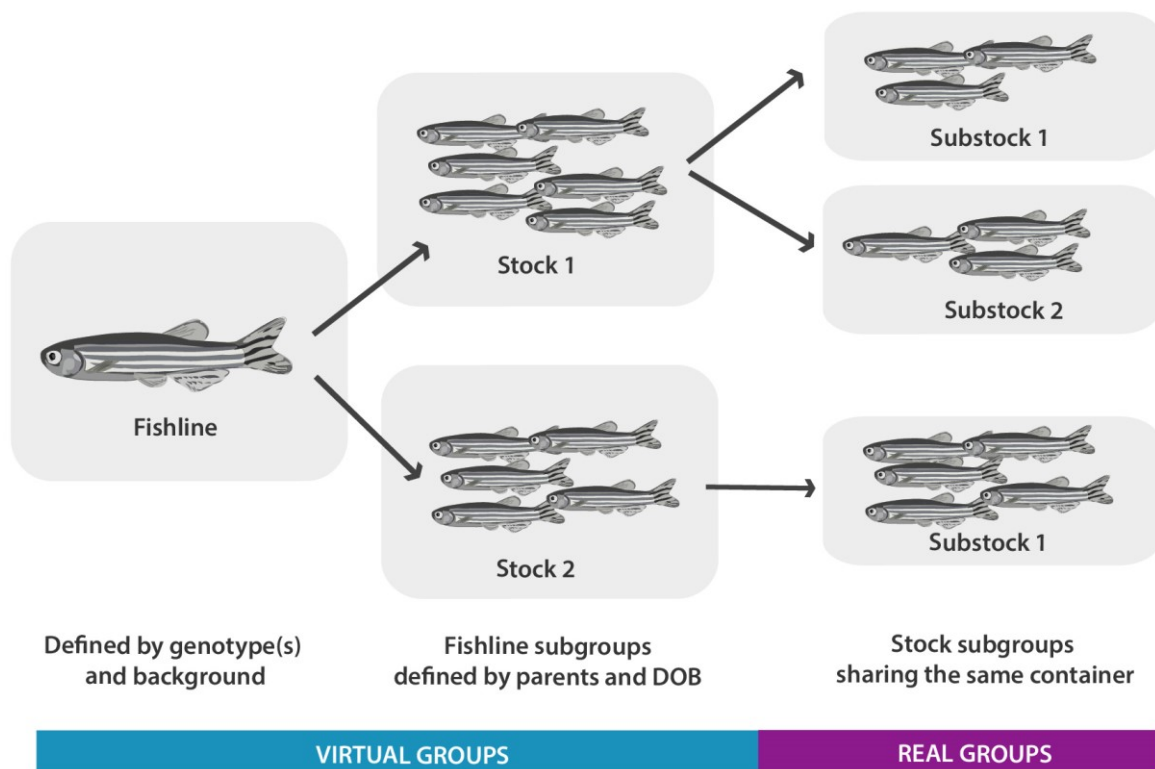 Fishline
Stock 1
Stock 2
Substock 1
Substock 2
Substock 1
Defined by genotype(s)
and background
Fishline subgroups
defined by parents and DOB
Stock subgroups
sharing the same container
VIRTUAL GROUPS
REAL GROUPS